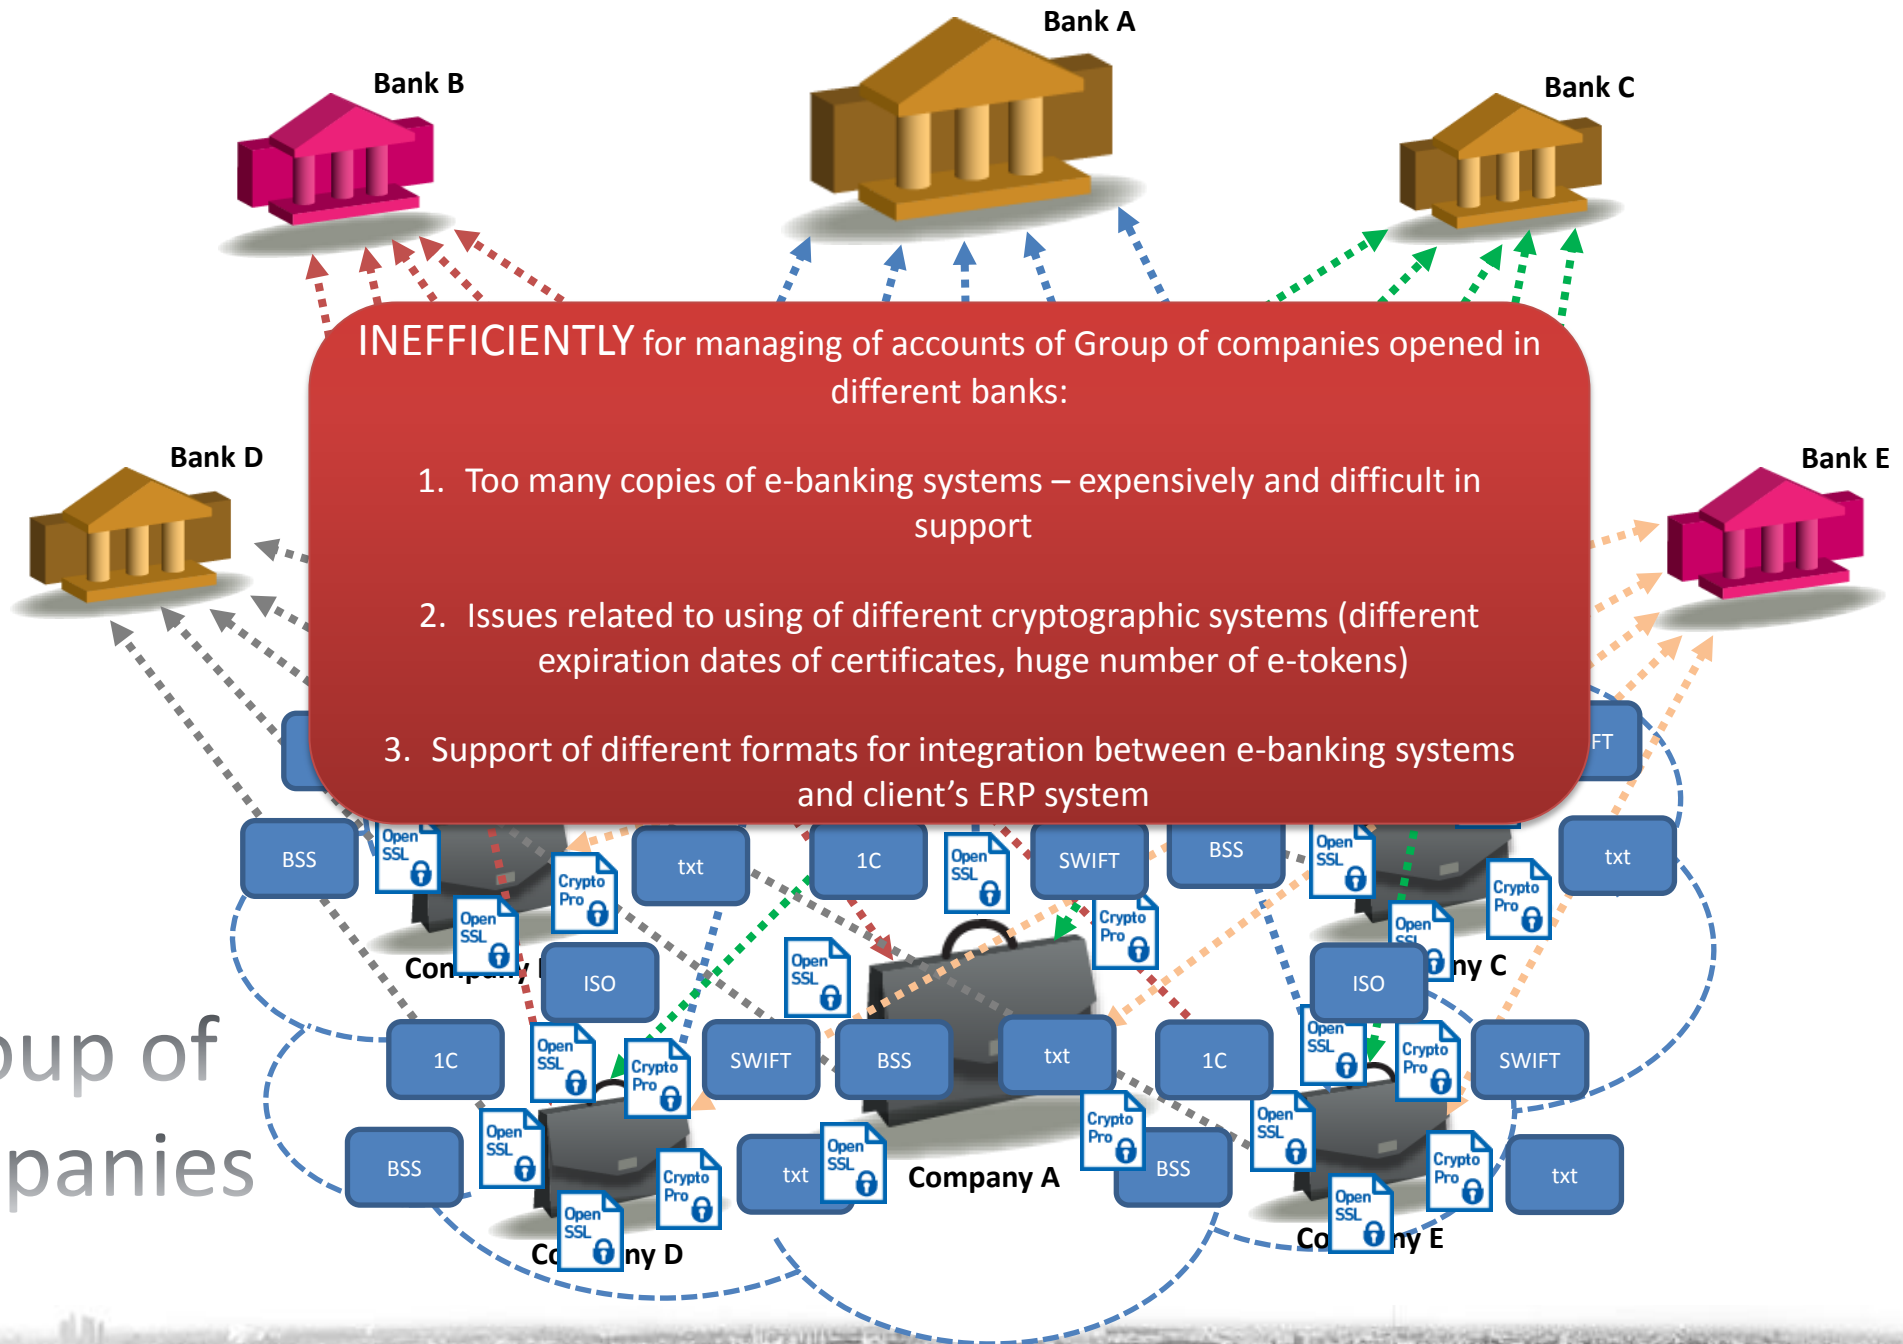 Bank A
Bank B
Bank C
INEFFICIENTLY for managing of accounts of Group of companies opened in
different banks:
Bank D
Bank E
1. Too many copies of e-banking systems – expensively and difficult in
support
2. Issues related to using of different cryptographic systems (different
expiration dates of certificates, huge number of e-tokens)
3. Support of different formats for integration between e-banking systems
and client’s ERP system
FT
BSS
Open
SSL
Crypto
Pro
txt
1C
Open
SSL
SWIFT
BSS
Open
SSL
Crypto
Pro
txt
Open
SSL
Crypto
Pro
Open
SSL
Open
SSL
Company
ISO
ISO
ny C
oup of
1C
Open
SSL
Crypto
Pro
SWIFT
BSS
txt
1C
Open
SSL
Crypto
Pro
SWIFT
panies
BSS
Open
SSL
Crypto
Pro
Open
SSL
txt
Open
SSL
Company A
Crypto
Pro
BSS
Open
SSL
Crypto
Pro
Open
SSL
txt
Co ny D
Co ny E